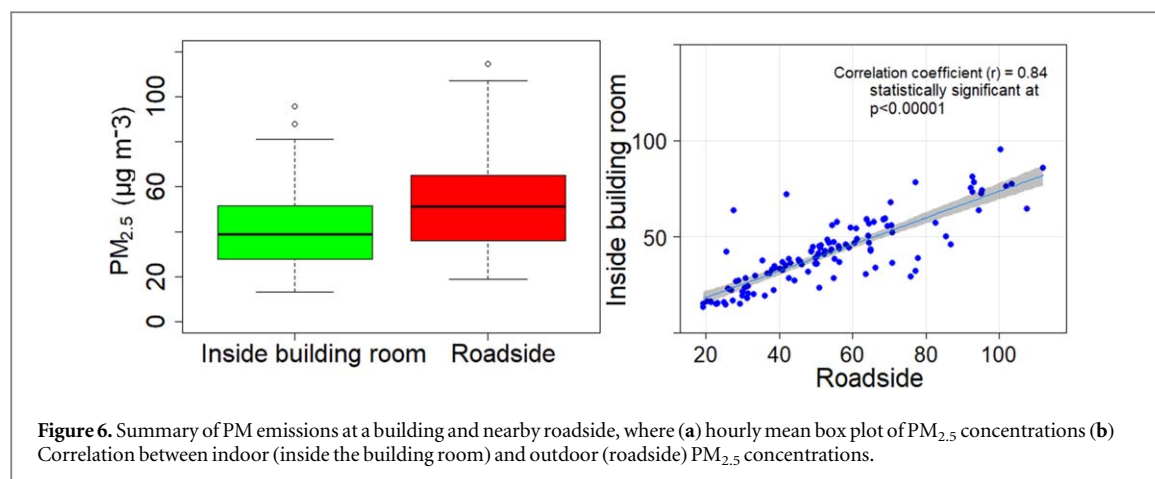 PM2.5 (μg m−3)
0
20
60
100
Inside building room
Roadside
Correlation coefficient (r) = 0.84
statistically significant at
p<0.00001
Inside building room
50
100
20
40
60
80
100
Roadside
Figure 6. Summary of PM emissions at a building and nearby roadside, where (a) hourly mean box plot of PM2.5 concentrations (b)
Correlation between indoor (inside the building room) and outdoor (roadside) PM2.5 concentrations.